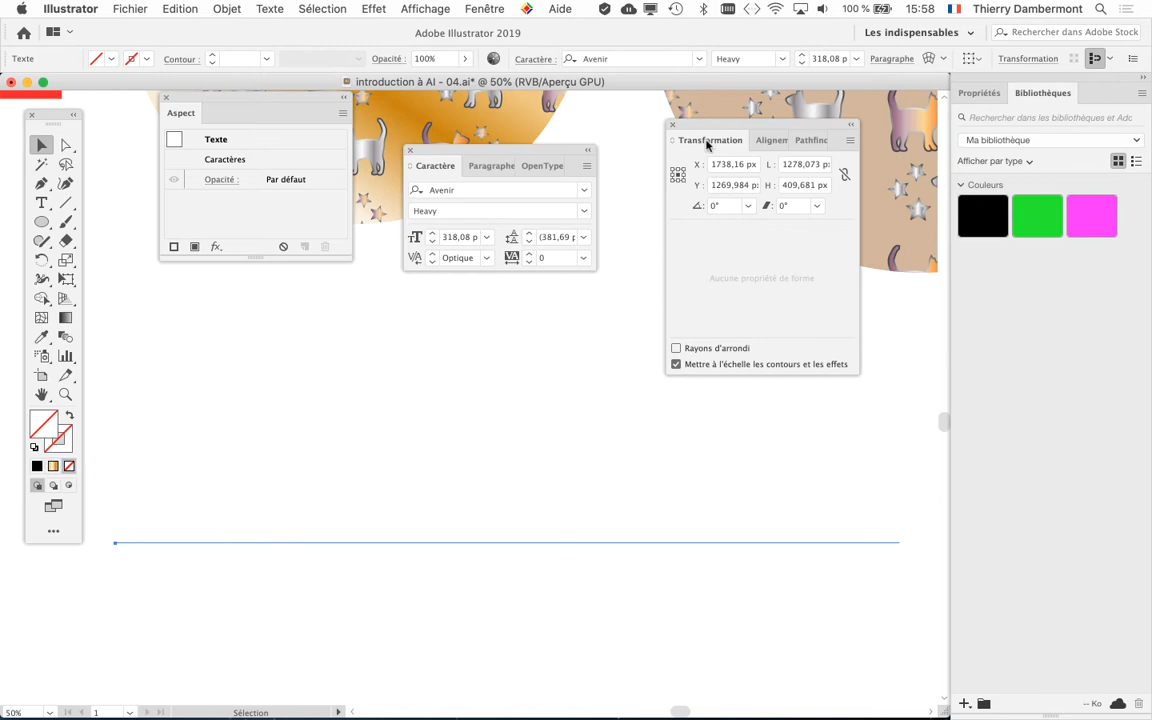 Illustrator Fichier Edition Objet Texte Sélection Effet Affichage Fenêtre Aide 100 % 15:58 Thierry Dambermont
Adobe Illustrator 2019 Les indispensables Rechercher dans Adobe Stock
Texte Contour : Opacité : 100% Caractère : Avenir Heavy 318,08 p Paragraphe Transformation
introduction à AI - 04.ai* @ 50% (RVB/Aperçu GPU)
Propriétés Bibliothèques
Aspect
Texte
Caractères
Opacité : Par défaut
fx
Caractère Paragraphe OpenType
Avenir
Heavy
318,08 p (381,69 p
Optique 0
Transformation Alignem Pathfinc
X : 1738,16 px L : 1278,073 p
Y : 1269,984 p H : 409,681 px
0° 0°
Aucune propriété de forme
Rayons d'arrondi
Mettre à l'échelle les contours et les effets
Rechercher dans la bibliothèque et Adc
Ma bibliothèque
Afficher par type
Couleurs
50% 1 Sélection
-- Ko